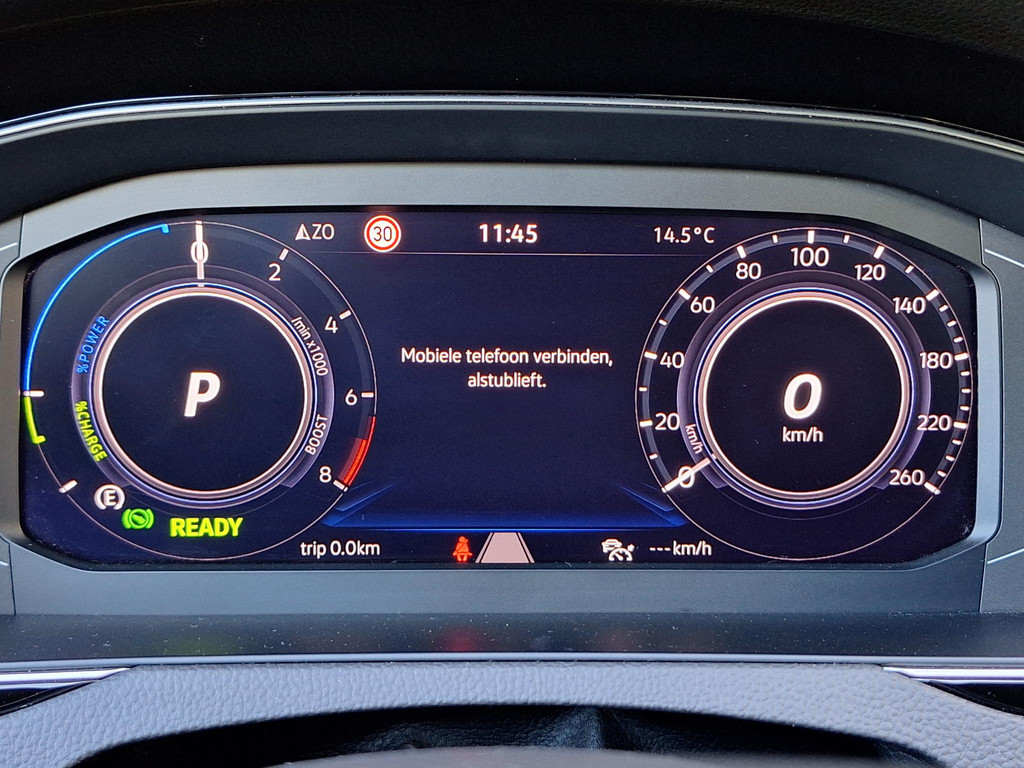 ZO
30
11:45
14.5°C
0
2
4
6
8
1/min x1000
BOOST
%POWER
%CHARGE
P
E
READY
Mobiele telefoon verbinden,
alstublieft.
0
20
40
60
80
100
120
140
180
220
260
km/h
0
km/h
trip 0.0km
---km/h